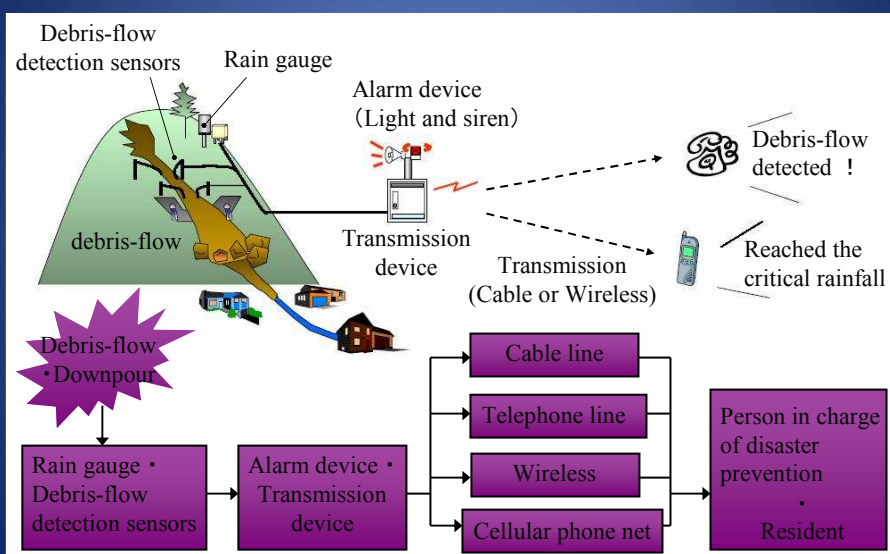 Debris-flow
detection sensors
Rain gauge
Alarm device
（Light and siren）
Debris-flow
detected ！
debris-flow
Transmission
device
Transmission
(Cable or Wireless)
Reached the
critical rainfall
Debris-flow
・Downpour
Rain gauge・
Debris-flow
detection sensors
Alarm device・
Transmission
device
Cable line
Telephone line
Wireless
Cellular phone net
Person in charge
of disaster
prevention
・
Resident